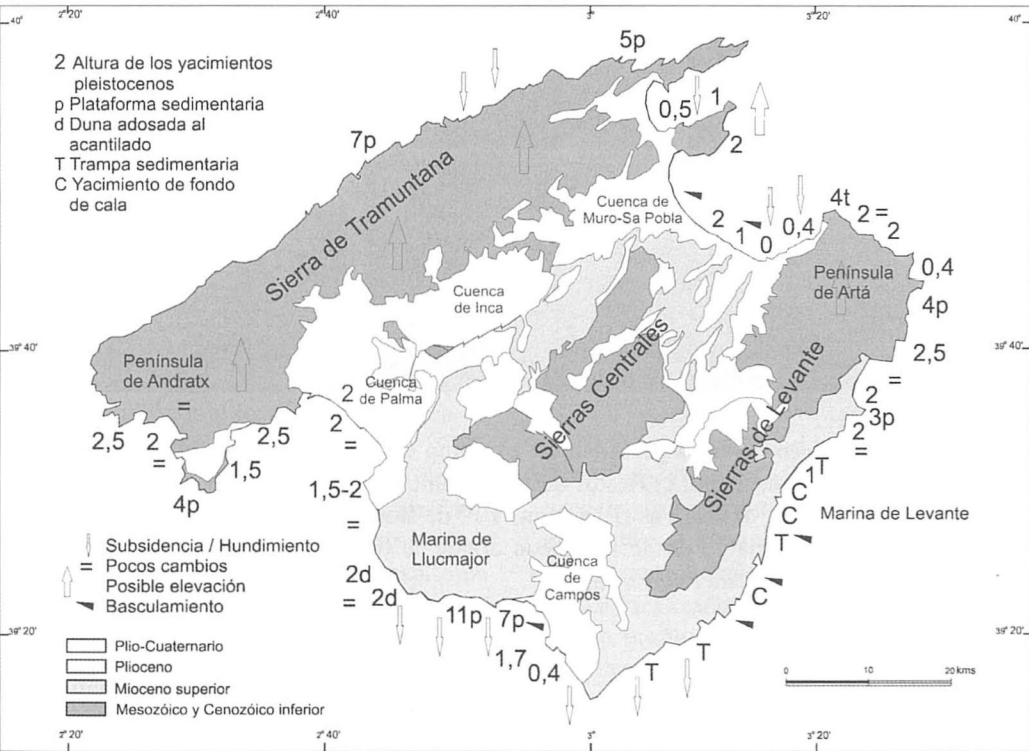 2° 20'
2° 40'
3°
3° 20'
40°
40°
2 Altura de los yacimientos
pleistocenos
p Plataforma sedimentaria
d Duna adosada al
acantilado
T Trampa sedimentaria
C Yacimiento de fondo
de cala
5p
7p
0,5
1
2
Sierra de Tramuntana
Cuenca de
Muro-Sa Pobla
2
1
0
0,4
4t
2 =
2
0,4
4p
2,5
=
Península
de Artá
Cuenca
de Inca
39° 40'
39° 40'
Península
de Andratx
=
Cuenca
de Palma
2
2
=
Sierras Centrales
Sierras de Levante
2
3p
2
=
2,5
2
=
2,5
1,5
4p
1,5-2
=
1
T
C
C
T
Marina de Levante
Marina de
Llucmajor
Cuenca
de
Campos
C
2d
= 2d
11p
7p
1,7
0,4
T
T
Subsidencia / Hundimiento
= Pocos cambios
Posible elevación
Basculamiento
39° 20'
39° 20'
Plio-Cuaternario
Plioceno
Mioceno superior
Mesozóico y Cenozóico inferior
0
10
20 kms
2° 20'
2° 40'
3°
3° 20'